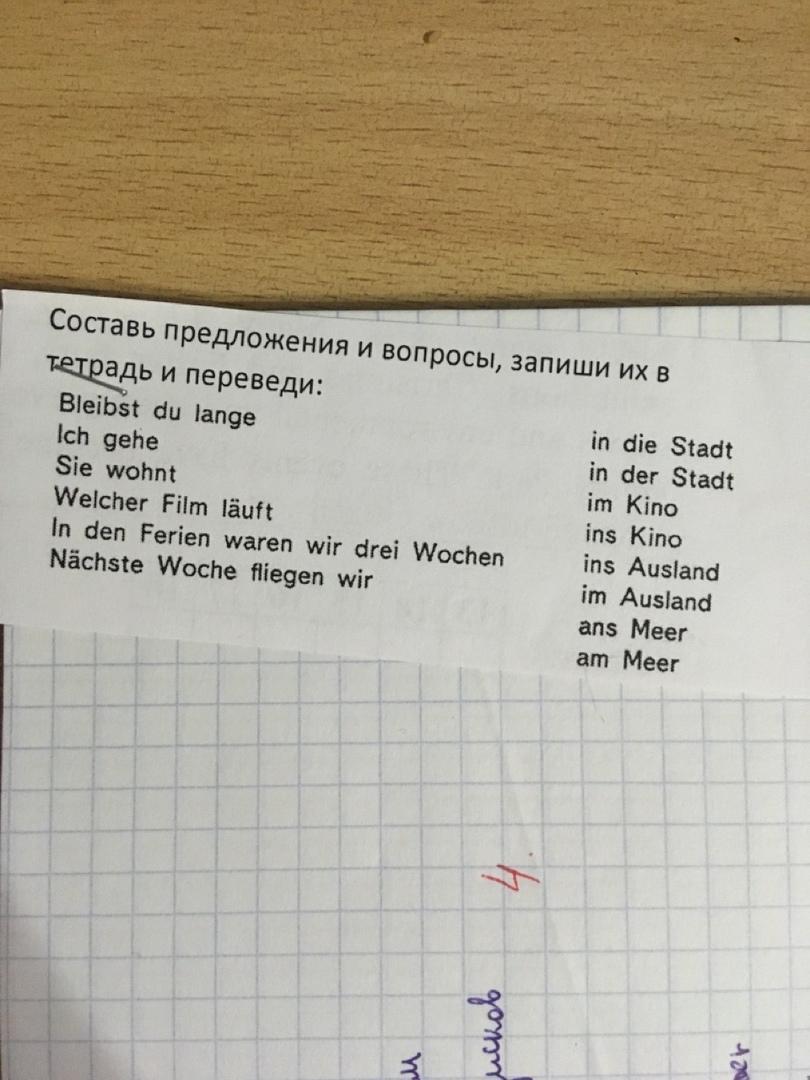 Составь предложения и вопросы, запиши их в
тетрадь и переведи:
Bleibst du lange
Ich gehe
Sie wohnt
Welcher Film läuft
In den Ferien waren wir drei Wochen
Nächste Woche fliegen wir
in die Stadt
in der Stadt
im Kino
ins Kino
ins Ausland
im Ausland
ans Meer
am Meer
4